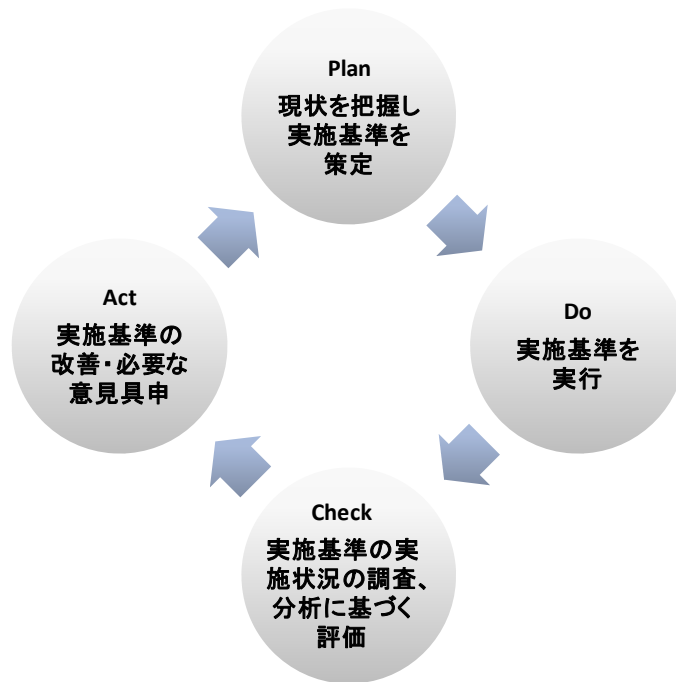 Plan
現状を把握し
実施基準を
策定
Do
実施基準を
実行
Check
実施基準の実
施状況の調査、
分析に基づく
評価
Act
実施基準の
改善・必要な
意見具申